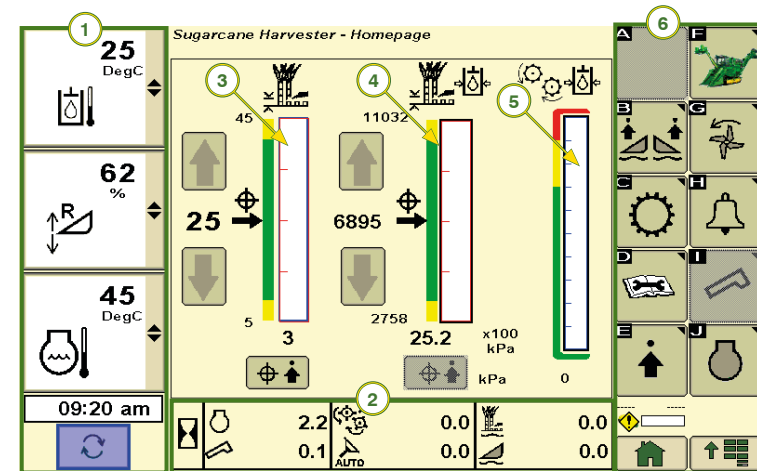 Sugarcane Harvester - Homepage
1
25
DegC
62
%
R
45
DegC
09:20 am
3
45
25
5
3
4
11032
6895
2758
25.2
x100
kPa
kPa
5
0
2
2.2
0.1
0.0
AUTO
0.0
0.0
0.0
6
A
F
B
G
C
H
D
I
E
J